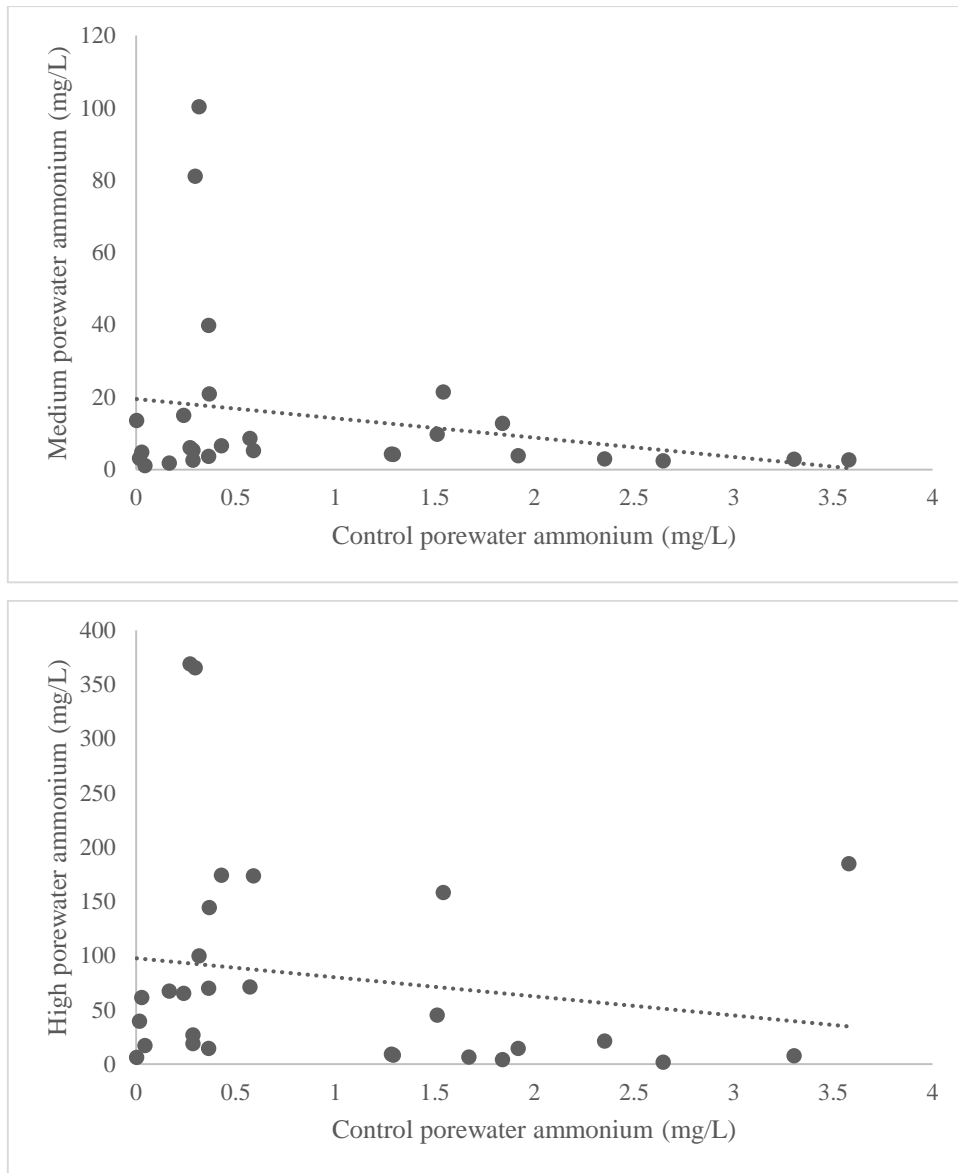 120
100
80
60
40
20
0
Medium porewater ammonium (mg/L)
0 0.5 1 1.5 2 2.5 3 3.5 4
Control porewater ammonium (mg/L)
400
350
300
250
200
150
100
50
0
High porewater ammonium (mg/L)
0 0.5 1 1.5 2 2.5 3 3.5 4
Control porewater ammonium (mg/L)